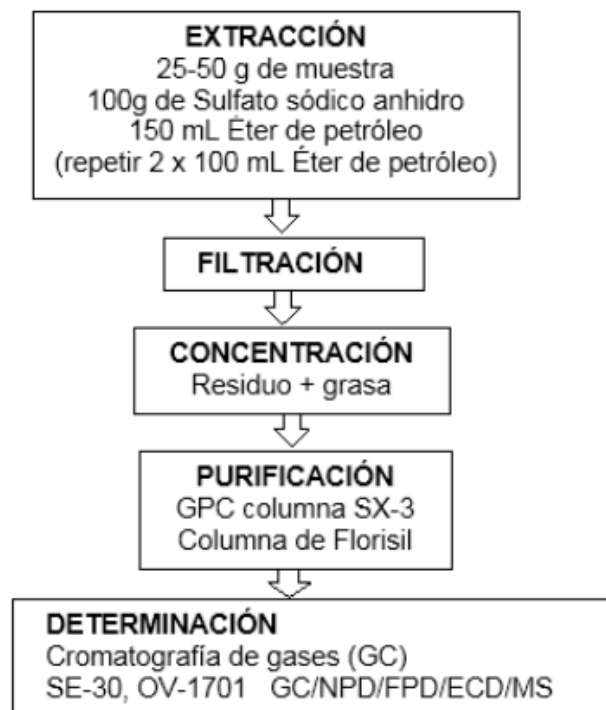 EXTRACCIÓN
25-50 g de muestra
100g de Sulfato sódico anhidro
150 mL Éter de petróleo
(repetir 2 x 100 mL Éter de petróleo)
FILTRACIÓN
CONCENTRACIÓN
Residuo + grasa
PURIFICACIÓN
GPC columna SX-3
Columna de Florisil
DETERMINACIÓN
Cromatografía de gases (GC)
SE-30, OV-1701 GC/NPD/FPD/ECD/MS